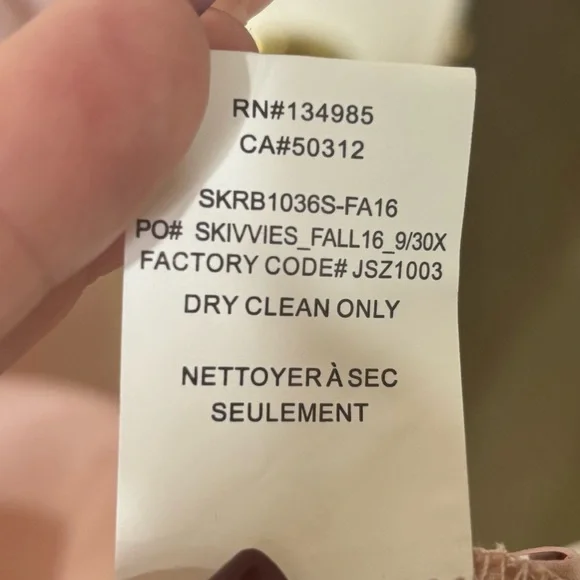 RN#134985
CA#50312
SKRB1036S-FA16
PO# SKIVVIES_FALL16_9/30X
FACTORY CODE# JSZ1003
DRY CLEAN ONLY
NETTOYER À SEC
SEULEMENT